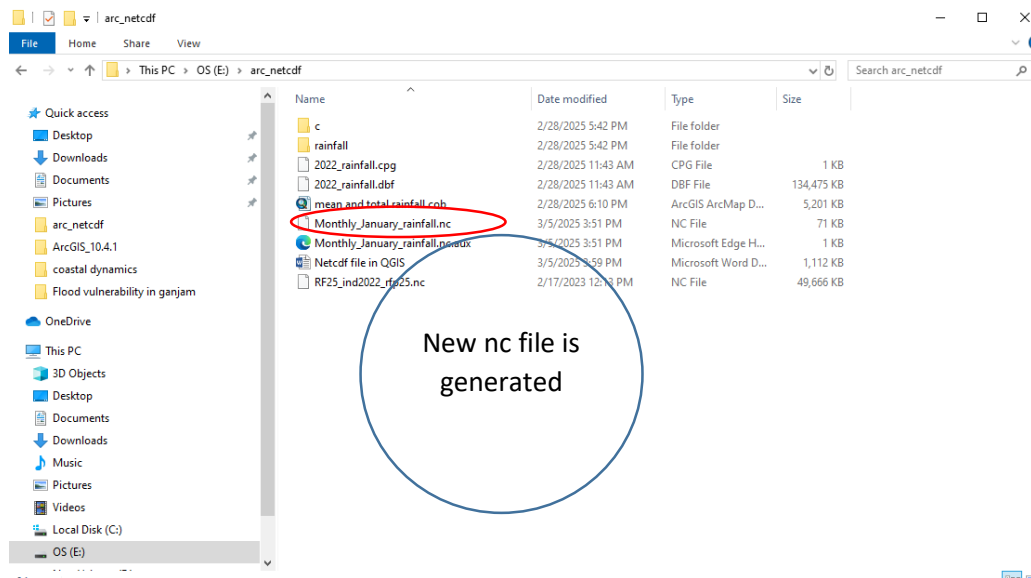 arc_netcdf
File Home Share View
This PC > OS (E:) > arc_netcdf
Search arc_netcdf
Name Date modified Type Size
Quick access
Desktop
Downloads
Documents
Pictures
arc_netcdf
ArcGIS_10.4.1
coastal dynamics
Flood vulnerability in ganjam
OneDrive
This PC
3D Objects
Desktop
Documents
Downloads
Music
Pictures
Videos
Local Disk (C:)
OS (E:)
c 2/28/2025 5:42 PM File folder
rainfall 2/28/2025 5:42 PM File folder
2022_rainfall.cpg 2/28/2025 11:43 AM CPG File 1 KB
2022_rainfall.dbf 2/28/2025 11:43 AM DBF File 134,475 KB
mean and total rainfall.cob 2/28/2025 6:10 PM ArcGIS ArcMap D... 5,201 KB
Monthly_January_rainfall.nc 3/5/2025 3:51 PM NC File 71 KB
Monthly_January_rainfall.nc.aux 3/5/2025 3:51 PM Microsoft Edge H... 1 KB
Netcdf file in QGIS 3/5/2025 3:59 PM Microsoft Word D... 1,112 KB
RF25_ind2022_rfp25.nc 2/17/2023 12:13 PM NC File 49,666 KB
New nc file is
generated